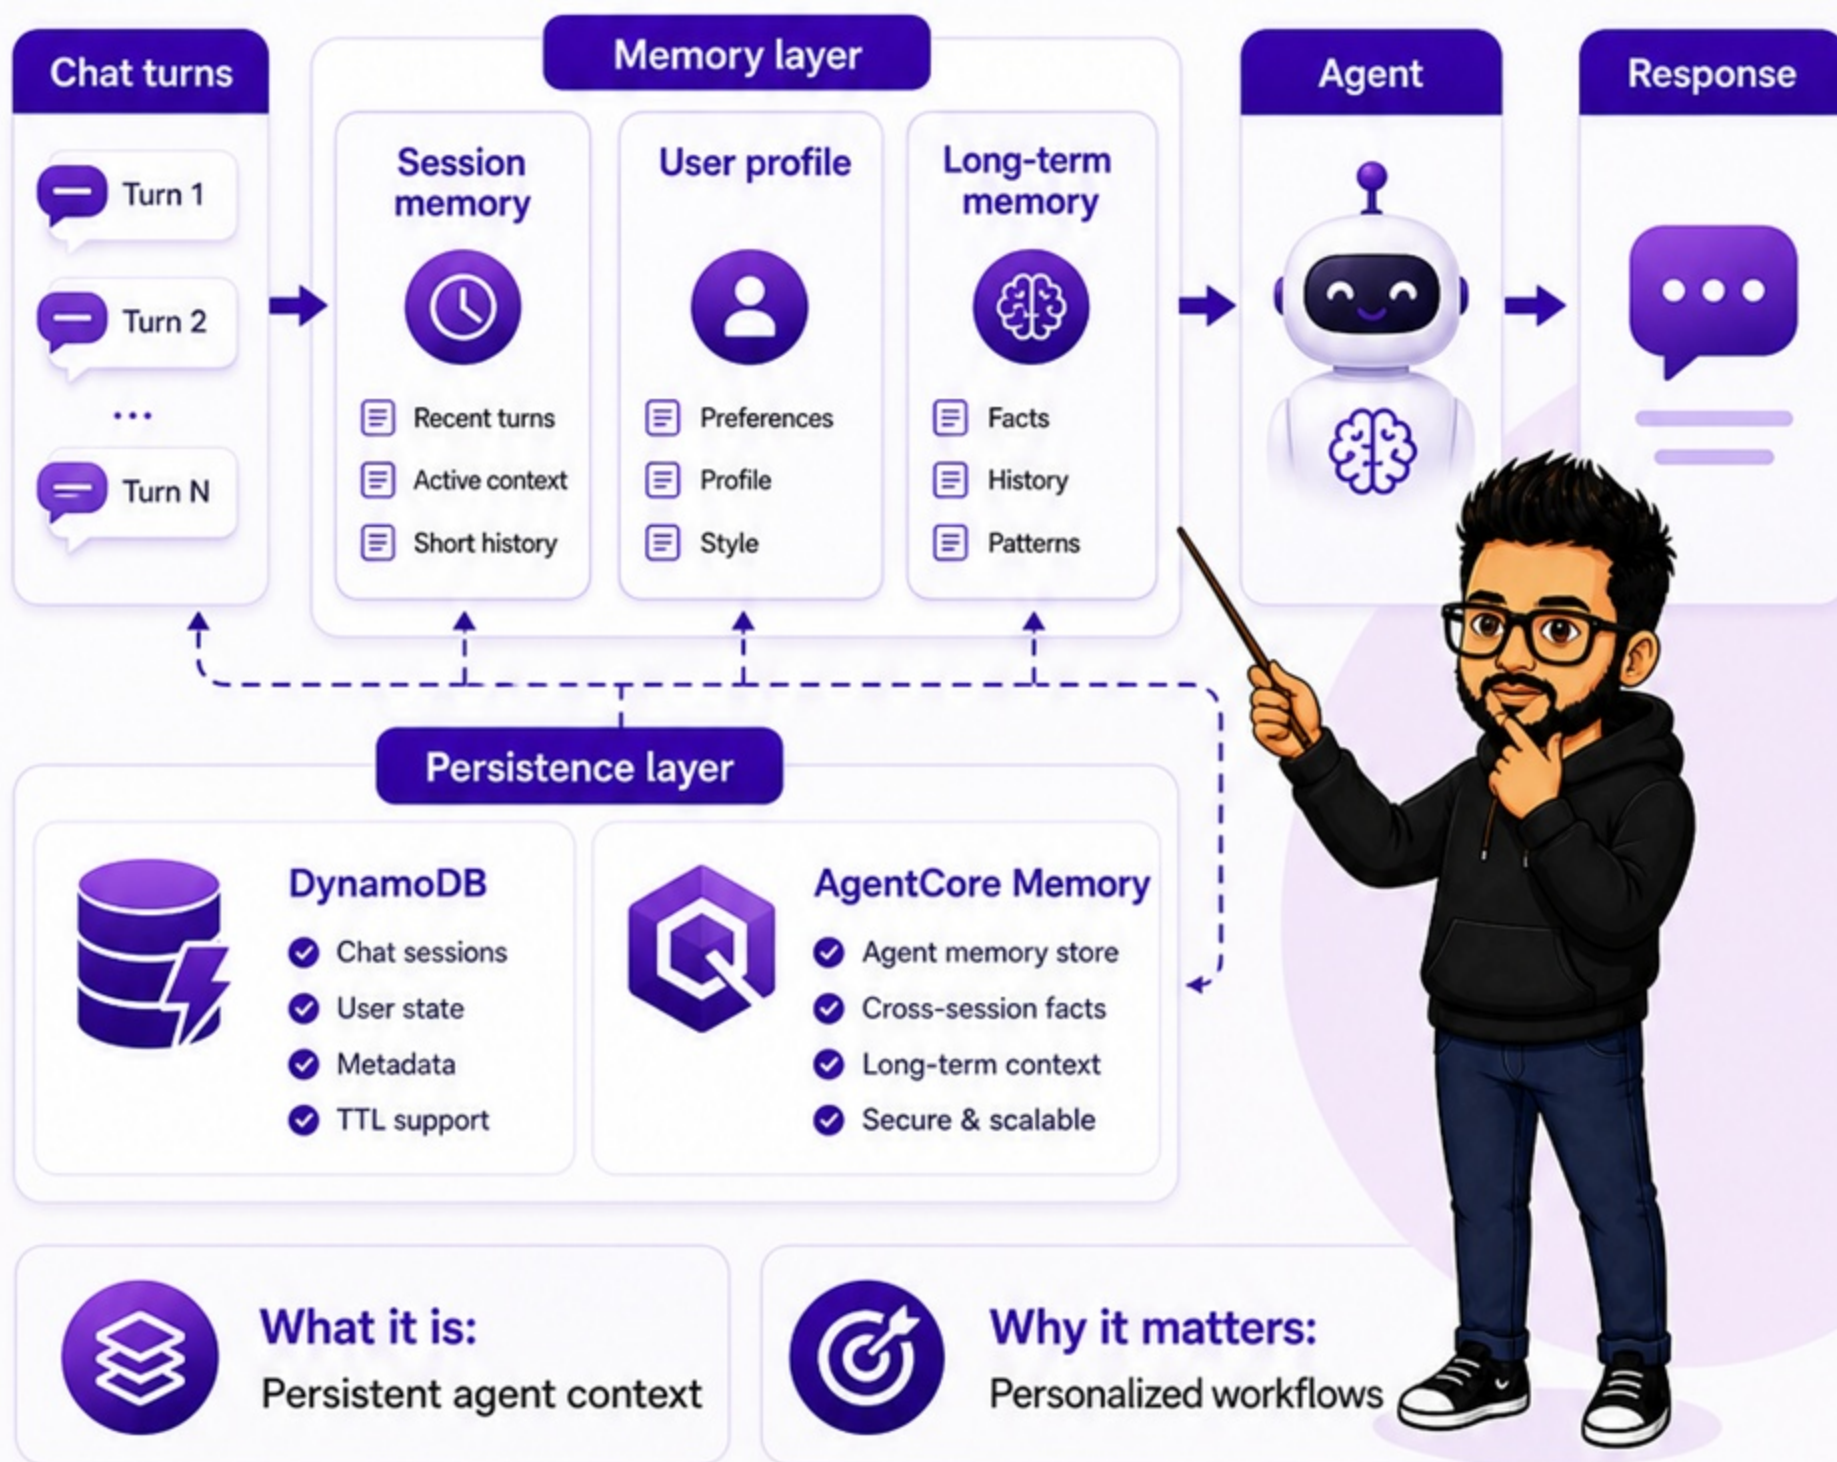 Chat turns
Turn 1
Turn 2
...
Turn N
Memory layer
Session
memory
Recent turns
Active context
Short history
User profile
Preferences
Profile
Style
Long-term
memory
Facts
History
Patterns
Agent
Response
Persistence layer
DynamoDB
Chat sessions
User state
Metadata
TTL support
AgentCore Memory
Agent memory store
Cross-session facts
Long-term context
Secure & scalable
What it is:
Persistent agent context
Why it matters:
Personalized workflows